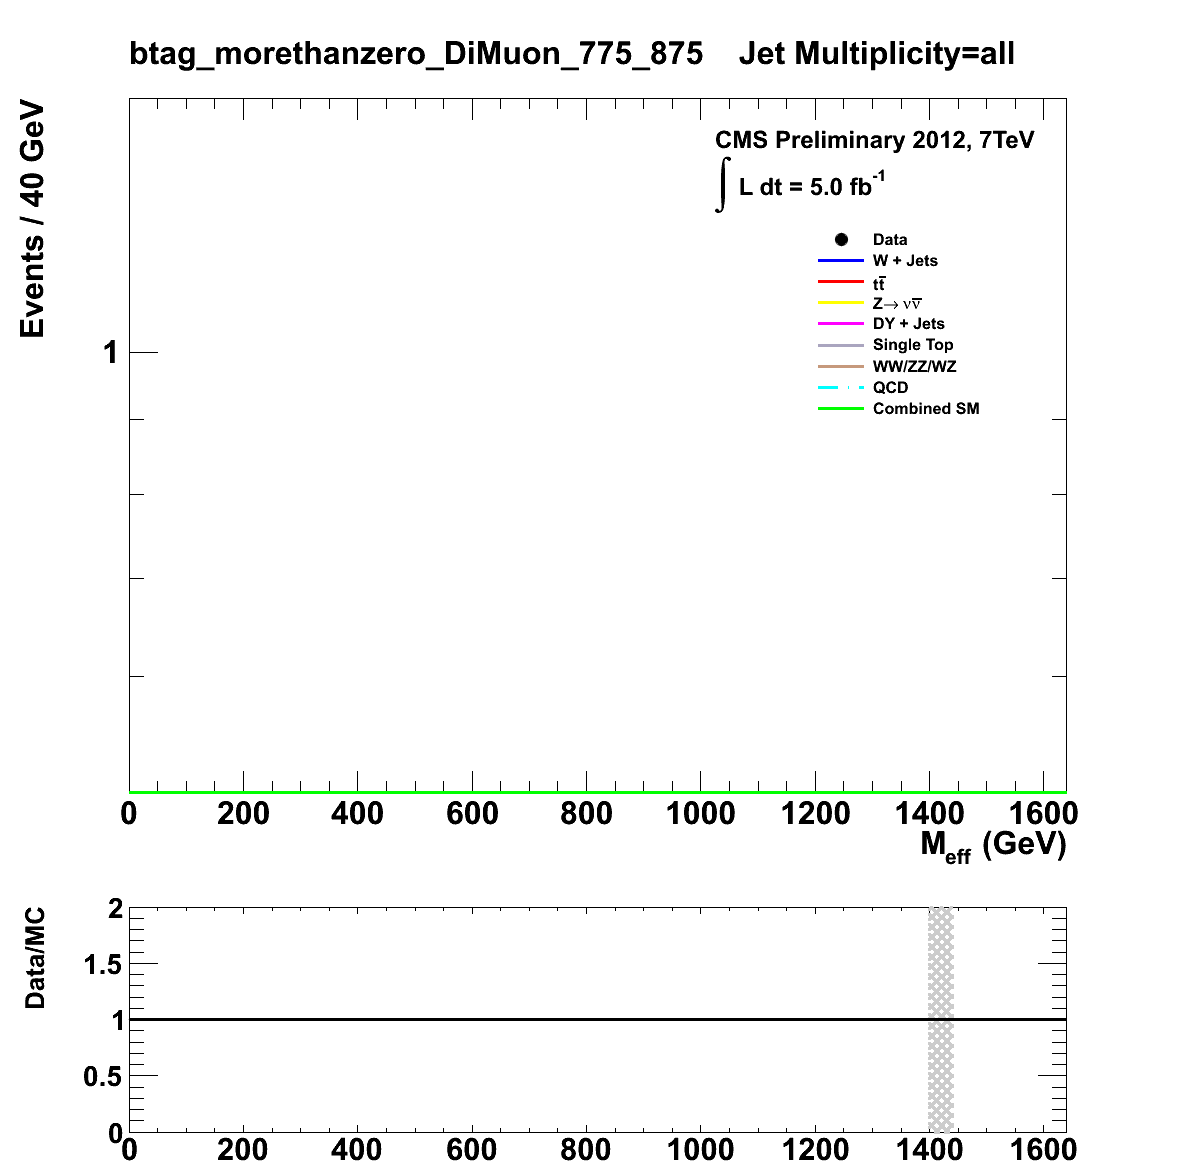 btag_morethanzero_DiMuon_775_875 Jet Multiplicity=all
Events / 40 GeV
CMS Preliminary 2012, 7TeV
∫ L dt = 5.0 fb⁻¹
Data
W + Jets
tt̅
Z→ νν̅
DY + Jets
Single Top
WW/ZZ/WZ
QCD
Combined SM
1
0 200 400 600 800 1000 1200 1400 1600
M_eff (GeV)
Data/MC
2
1.5
1
0.5
0
0 200 400 600 800 1000 1200 1400 1600